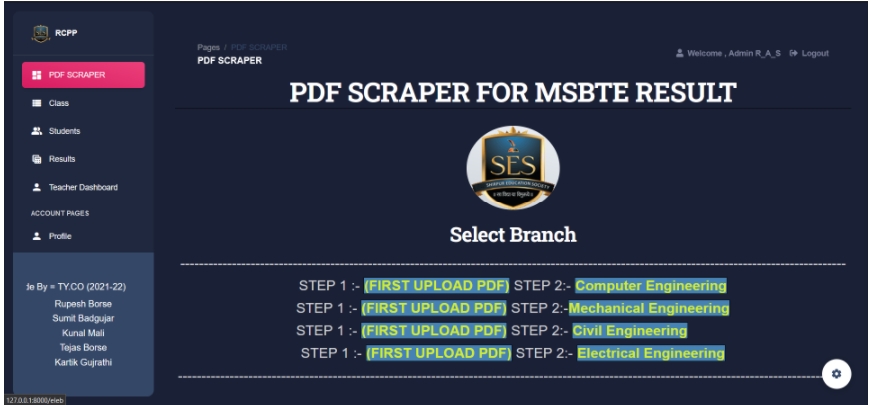 RCPP
PDF SCRAPER
Class
Students
Results
Teacher Dashboard
ACCOUNT PAGES
Profile
de By = TY.CO (2021-22)
Rupesh Borse
Sumit Badgujar
Kunal Mali
Tejas Borse
Kartik Gujrathi
Pages / PDF SCRAPER
PDF SCRAPER
Welcome , Admin R_A_S Logout
PDF SCRAPER FOR MSBTE RESULT
SES
SHIRPUR EDUCATION SOCIETY
Select Branch
STEP 1 :- (FIRST UPLOAD PDF) STEP 2:- Computer Engineering
STEP 1 :- (FIRST UPLOAD PDF) STEP 2:-Mechanical Engineering
STEP 1 :- (FIRST UPLOAD PDF) STEP 2:- Civil Engineering
STEP 1 :- (FIRST UPLOAD PDF) STEP 2:- Electrical Engineering
127.0.0.1:8000/eleb